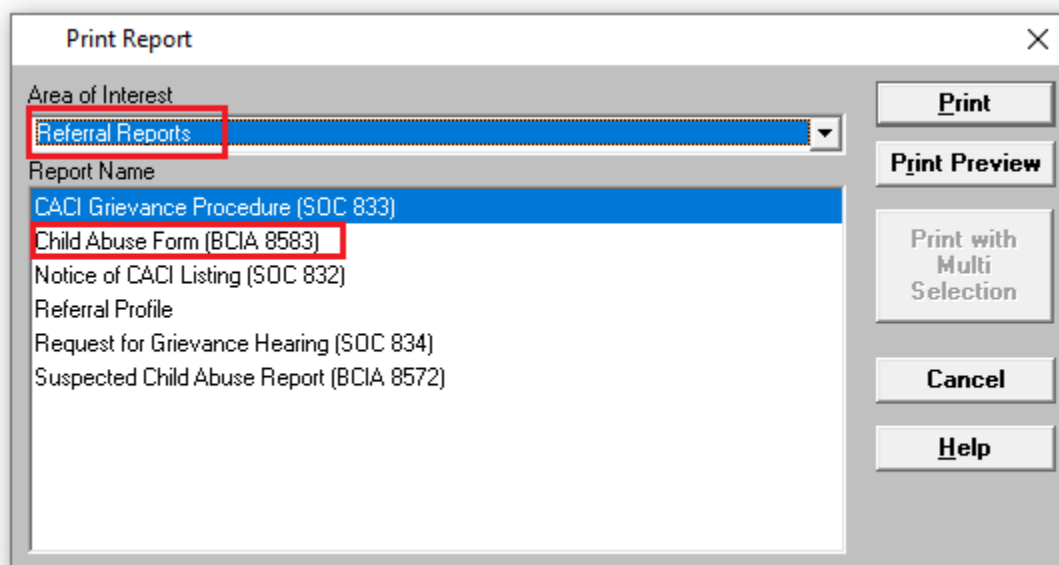 Print Report
Area of Interest
Referral Reports
Report Name
CACI Grievance Procedure (SOC 833)
Child Abuse Form (BCIA 8583)
Notice of CACI Listing (SOC 832)
Referral Profile
Request for Grievance Hearing (SOC 834)
Suspected Child Abuse Report (BCIA 8572)
Print
Print Preview
Print with
Multi
Selection
Cancel
Help